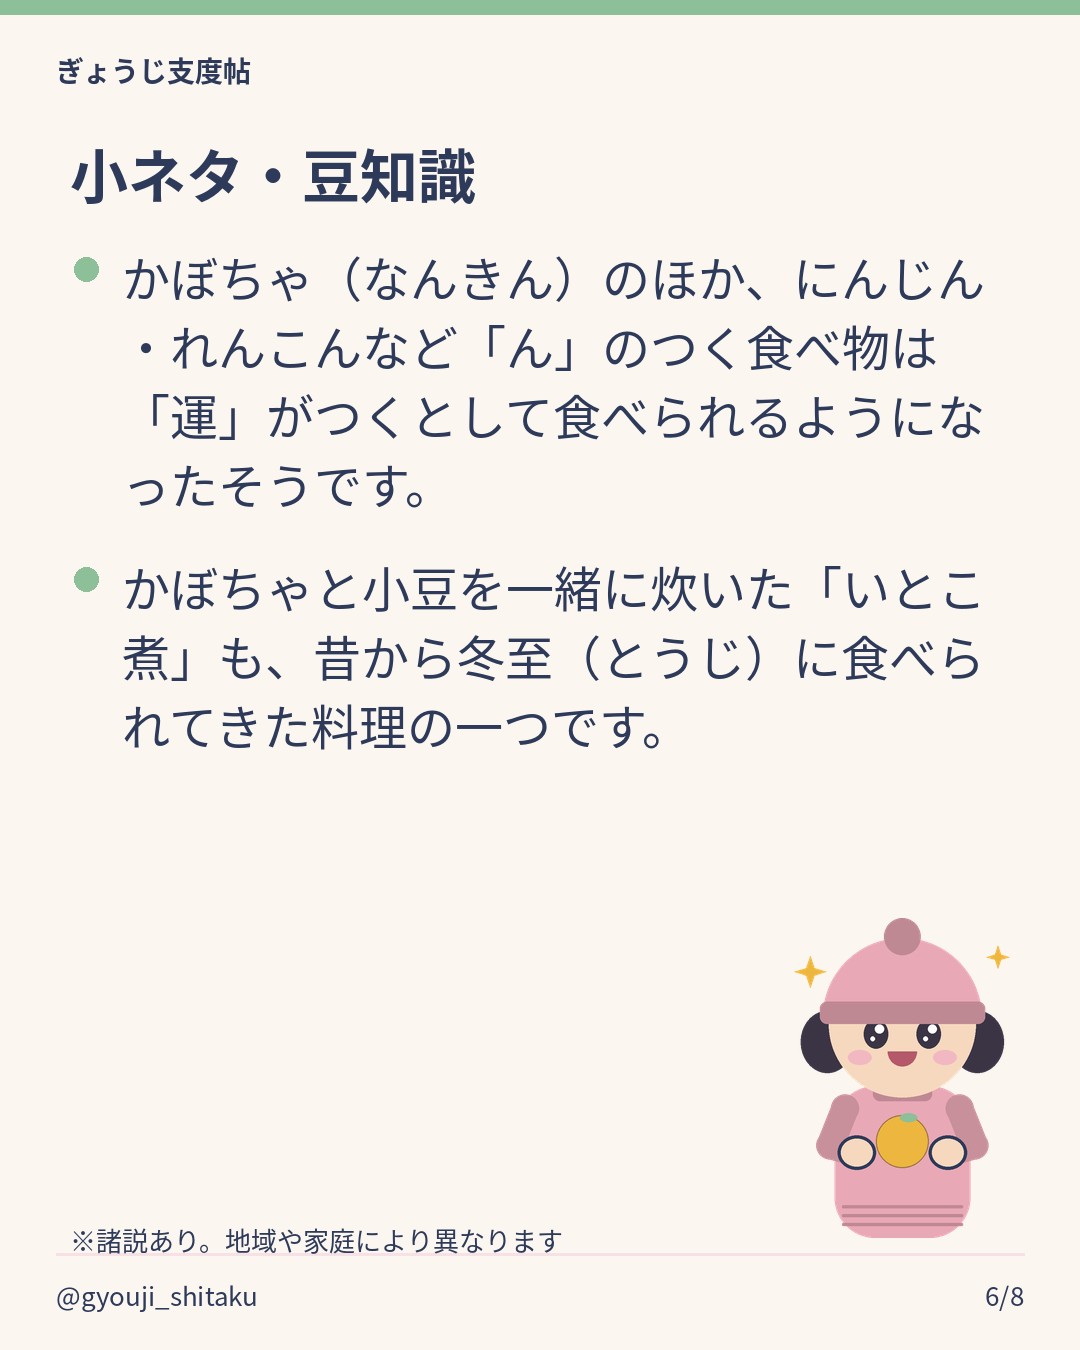 ぎょうじ支度帖
小ネタ・豆知識
かぼちゃ（なんきん）のほか、にんじん
・れんこんなど「ん」のつく食べ物は
「運」がつくとして食べられるようにな
ったそうです。
かぼちゃと小豆を一緒に炊いた「いとこ
煮」も、昔から冬至（とうじ）に食べら
れてきた料理の一つです。
※諸説あり。地域や家庭により異なります
@gyouji_shitaku
6/8